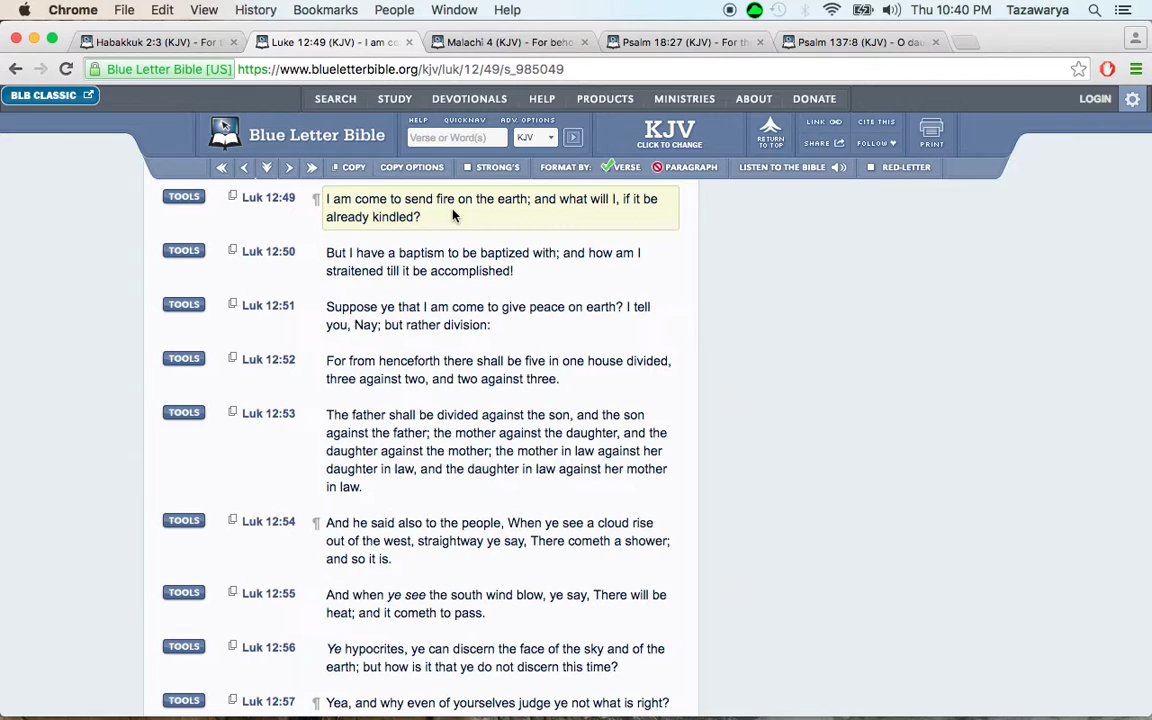 Chrome File Edit View History Bookmarks People Window Help Thu 10:40 PM Tazawarya
Habakkuk 2:3 (KJV) - For t Luke 12:49 (KJV) - I am co Malachi 4 (KJV) - For beho Psalm 18:27 (KJV) - For th Psalm 137:8 (KJV) - O dau
Blue Letter Bible [US] https://www.blueletterbible.org/kjv/luk/12/49/s_985049
BLB CLASSIC SEARCH STUDY DEVOTIONALS HELP PRODUCTS MINISTRIES ABOUT DONATE LOGIN
HELP QUICKNAV ADV. OPTIONS
Blue Letter Bible Verse or Word(s) KJV
KJV
CLICK TO CHANGE
RETURN TO TOP
LINK CITE THIS
SHARE FOLLOW
PRINT
COPY COPY OPTIONS STRONG'S FORMAT BY: VERSE PARAGRAPH LISTEN TO THE BIBLE RED-LETTER
TOOLS Luk 12:49 ¶ I am come to send fire on the earth; and what will I, if it be
already kindled?
TOOLS Luk 12:50 But I have a baptism to be baptized with; and how am I
straitened till it be accomplished!
TOOLS Luk 12:51 Suppose ye that I am come to give peace on earth? I tell
you, Nay; but rather division:
TOOLS Luk 12:52 For from henceforth there shall be five in one house divided,
three against two, and two against three.
TOOLS Luk 12:53 The father shall be divided against the son, and the son
against the father; the mother against the daughter, and the
daughter against the mother; the mother in law against her
daughter in law, and the daughter in law against her mother
in law.
TOOLS Luk 12:54 ¶ And he said also to the people, When ye see a cloud rise
out of the west, straightway ye say, There cometh a shower;
and so it is.
TOOLS Luk 12:55 And when ye see the south wind blow, ye say, There will be
heat; and it cometh to pass.
TOOLS Luk 12:56 Ye hypocrites, ye can discern the face of the sky and of the
earth; but how is it that ye do not discern this time?
TOOLS Luk 12:57 ¶ Yea, and why even of yourselves judge ye not what is right?